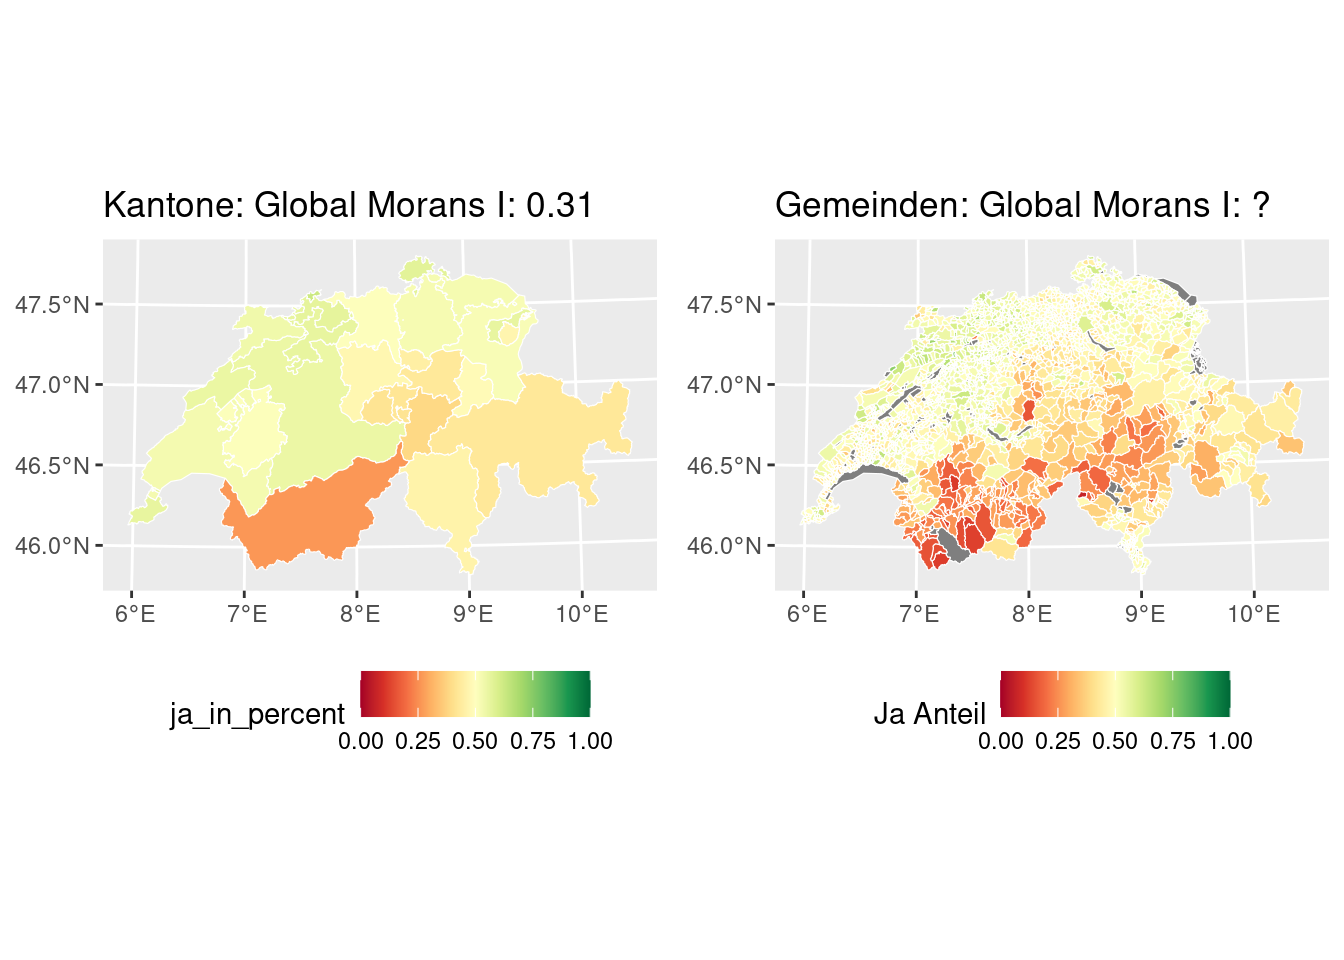 Kantone: Global Morans I: 0.31
Gemeinden: Global Morans I: ?
47.5°N
47.0°N
46.5°N
46.0°N
6°E 7°E 8°E 9°E 10°E
47.5°N
47.0°N
46.5°N
46.0°N
6°E 7°E 8°E 9°E 10°E
ja_in_percent
0.00 0.25 0.50 0.75 1.00
Ja Anteil
0.00 0.25 0.50 0.75 1.00